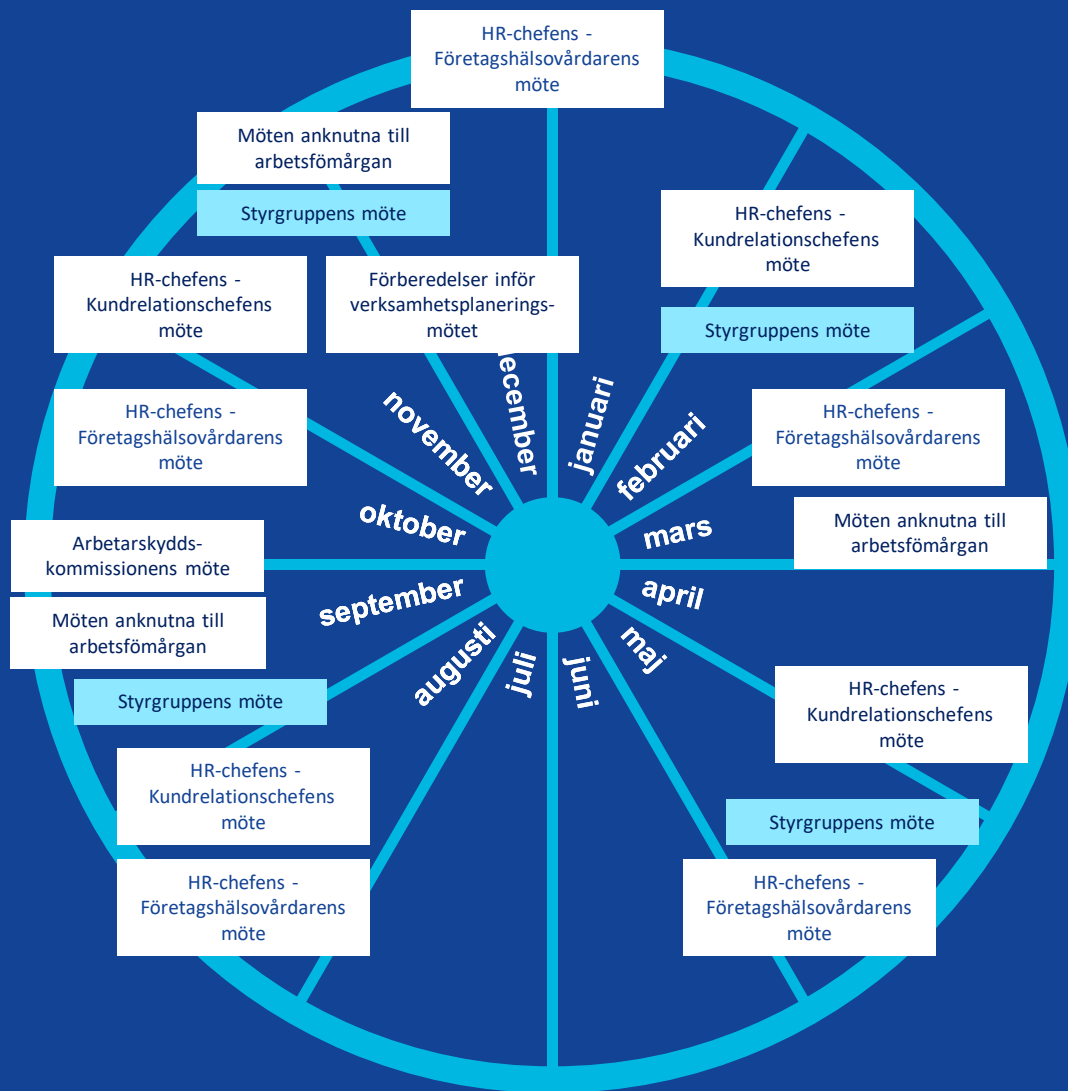 HR-chefens -
Företagshälsovårdarens
möte
Möten anknutna till
arbetsfömårgan
Styrgruppens möte
HR-chefens -
Kundrelationschefens
möte
Styrgruppens möte
HR-chefens -
Kundrelationschefens
möte
Förberedelser inför
verksamhetsplanerings-
mötet
HR-chefens -
Företagshälsovårdarens
möte
HR-chefens -
Företagshälsovårdarens
möte
Arbetarskydds-
kommissionens möte
Möten anknutna till
arbetsfömårgan
Möten anknutna till
arbetsfömårgan
Styrgruppens möte
HR-chefens -
Kundrelationschefens
möte
HR-chefens -
Kundrelationschefens
möte
Styrgruppens möte
HR-chefens -
Företagshälsovårdarens
möte
HR-chefens -
Företagshälsovårdarens
möte
januari
februari
mars
april
maj
juni
juli
augusti
september
oktober
november
december